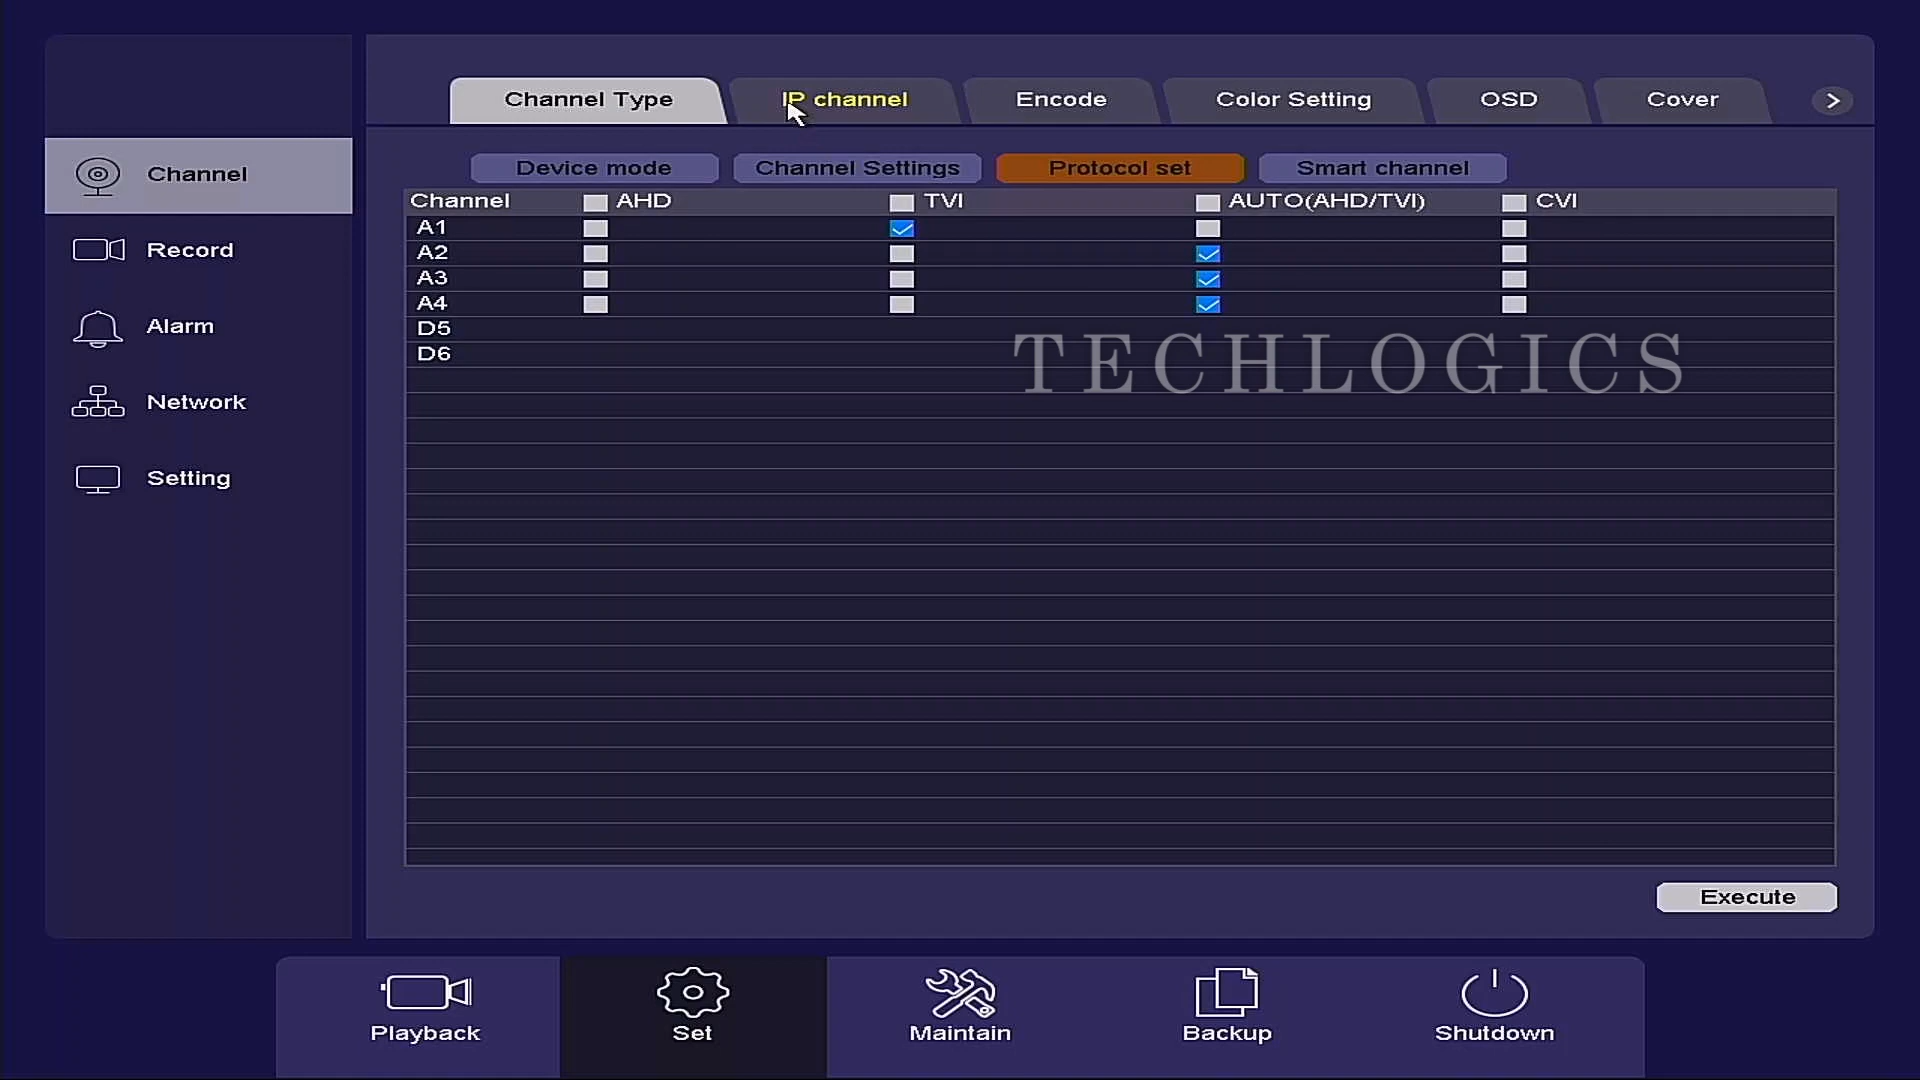 Channel Type IP channel Encode Color Setting OSD Cover
Channel
Record
Alarm
Network
Setting
Device mode Channel Settings Protocol set Smart channel
Channel AHD TVI AUTO(AHD/TVI) CVI
A1
A2
A3
A4
D5
D6
TECHLOGICS
Execute
Playback Set Maintain Backup Shutdown